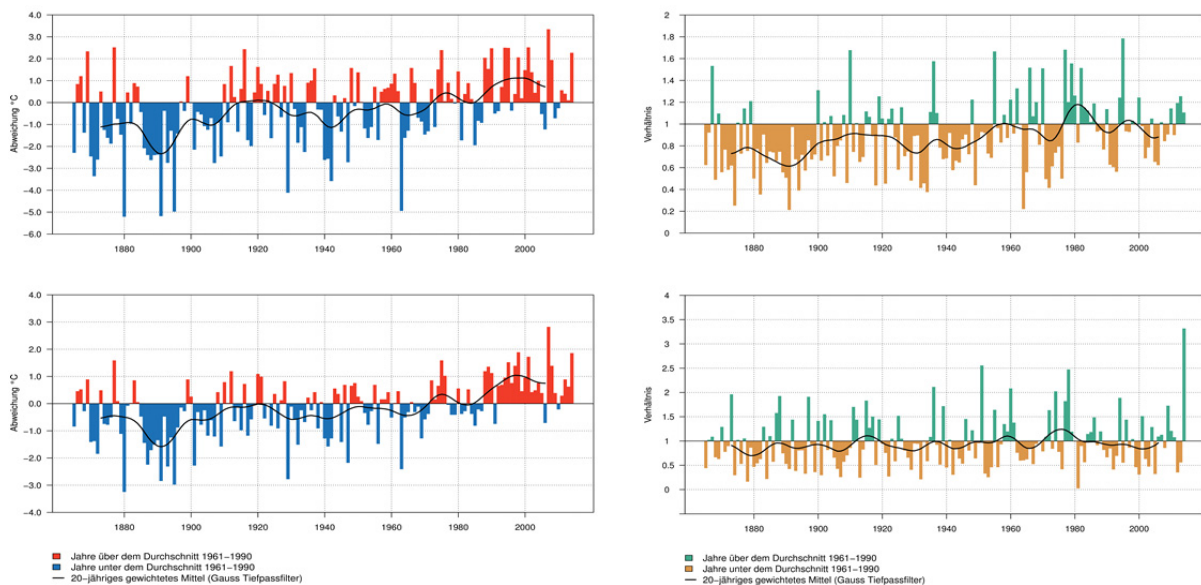 4.0
3.0
2.0
1.0
0.0
−1.0
−2.0
−3.0
−4.0
−5.0
−6.0
Abweichung °C
1880 1900 1920 1940 1960 1980 2000
2
1.8
1.6
1.4
1.2
1
0.8
0.6
0.4
0.2
0
Verhältnis
1880 1900 1920 1940 1960 1980 2000
4.0
3.0
2.0
1.0
0.0
−1.0
−2.0
−3.0
−4.0
Abweichung °C
1880 1900 1920 1940 1960 1980 2000
Jahre über dem Durchschnitt 1961−1990
Jahre unter dem Durchschnitt 1961−1990
20−jähriges gewichtetes Mittel (Gauss Tiefpassfilter)
4
3.5
3
2.5
2
1.5
1
0.5
0
Verhältnis
1880 1900 1920 1940 1960 1980 2000
Jahre über dem Durchschnitt 1961−1990
Jahre unter dem Durchschnitt 1961−1990
20−jähriges gewichtetes Mittel (Gauss Tiefpassfilter)